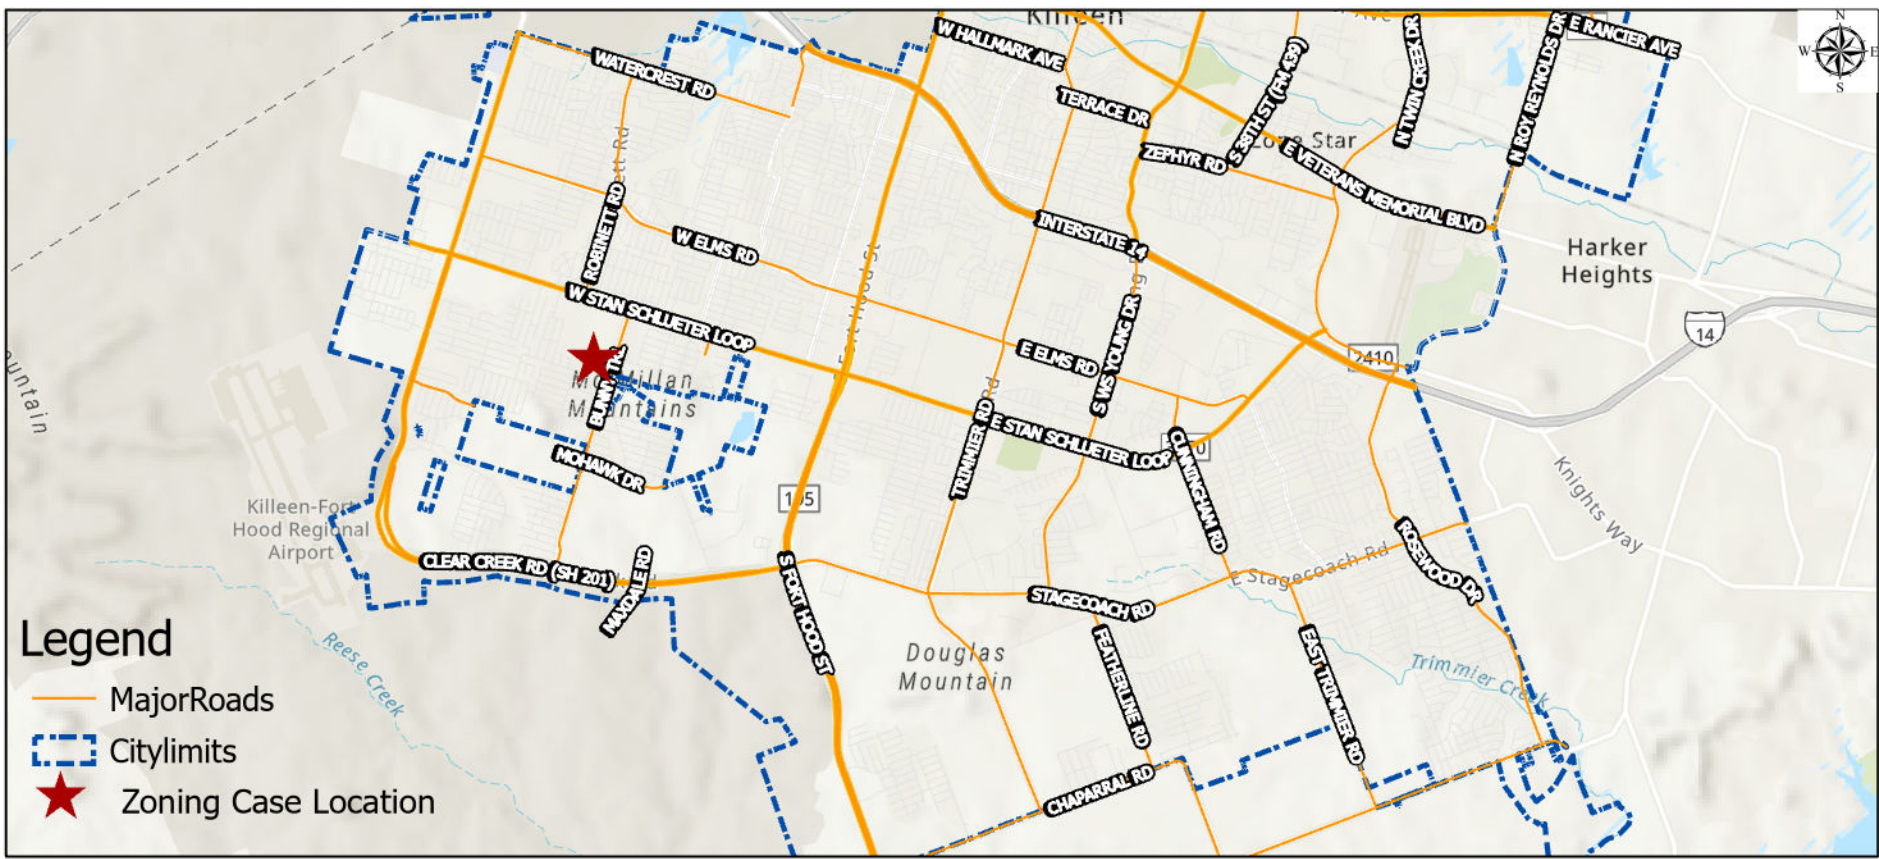 Killeen
W HALLMARK AVE
E RANCIER AVE
N
W
E
S
WATERCREST RD
TERRACE DR
S 38TH ST (FM 439)
N TWIN CREEK DR
N ROY REYNOLDS DR
ZEPHYR RD
Star
E VETERANS MEMORIAL BLVD
ROBINETT RD
W ELMS RD
INTERSTATE 14
Harker
Heights
W STAN SCHLUETER LOOP
Fort Hood St
S WS YOUNG DR
E ELMS RD
2410
14
BUNNY TRL
Mountains
E STAN SCHLUETER LOOP
TRIMMIER RD
Rd
CUNNINGHAM RD
MOHAWK DR
Killeen-Fort
Hood Regional
Airport
195
Knights Way
CLEAR CREEK RD (SH 201)
MAXDALE RD
S FORT HOOD ST
E Stagecoach Rd
ROSEWOOD DR
STAGECOACH RD
FEATHERLINE RD
EAST TRIMMIER RD
Douglas
Mountain
Trimmier Creek
Reese Creek
CHAPARRAL RD
Legend
MajorRoads
Citylimits
Zoning Case Location